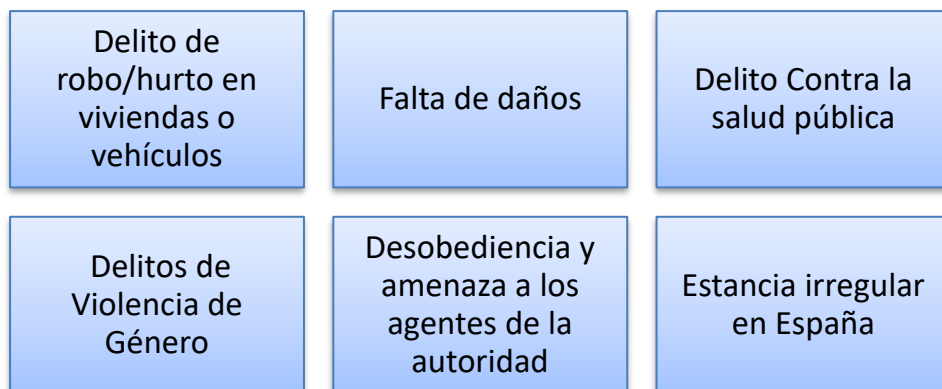 Delito de
robo/hurto en
viviendas o
vehículos
Falta de daños
Delito Contra la
salud pública
Delitos de
Violencia de
Género
Desobediencia y
amenaza a los
agentes de la
autoridad
Estancia irregular
en España